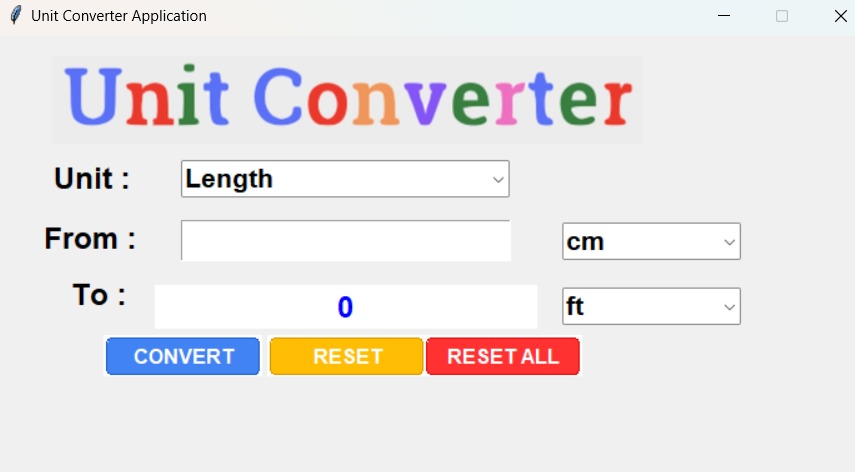 Unit Converter Application
Unit Converter
Unit : Length
From : cm
To : 0 ft
CONVERT RESET RESET ALL